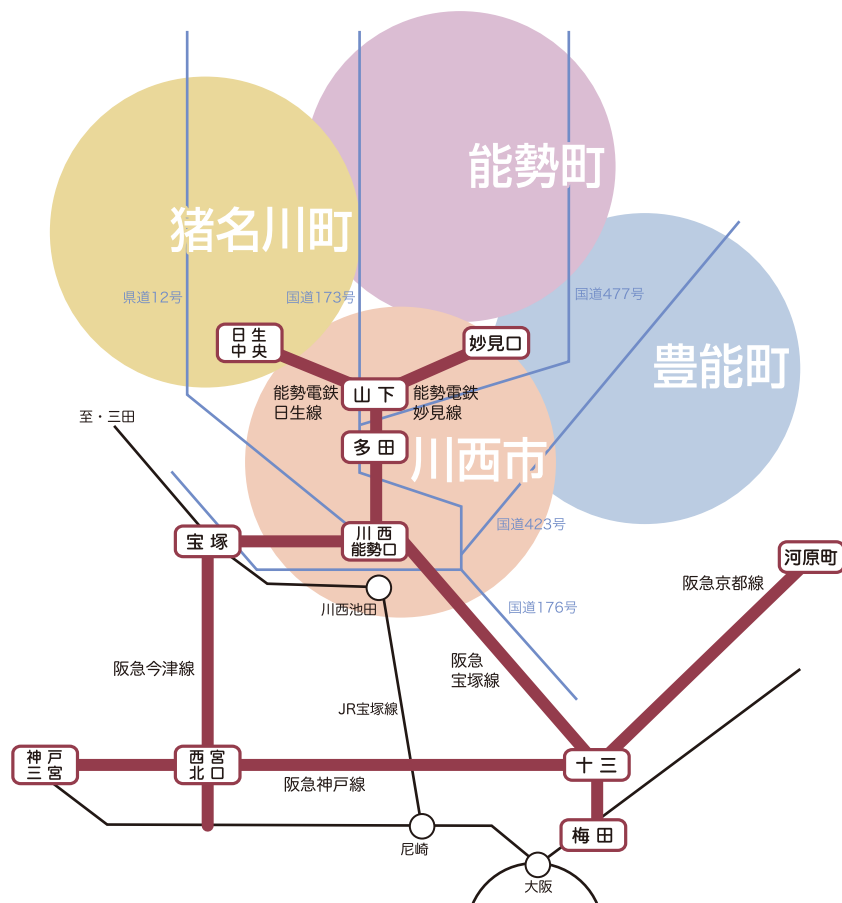 能勢町
猪名川町
県道12号
国道173号
国道477号
日生
中央
妙見口
豊能町
能勢電鉄
日生線
山下
能勢電鉄
妙見線
至・三田
多田
川西市
国道423号
宝塚
川西
能勢口
河原町
阪急京都線
川西池田
国道176号
阪急今津線
阪急
宝塚線
JR宝塚線
神戸
三宮
西宮
北口
阪急神戸線
十三
梅田
尼崎
大阪